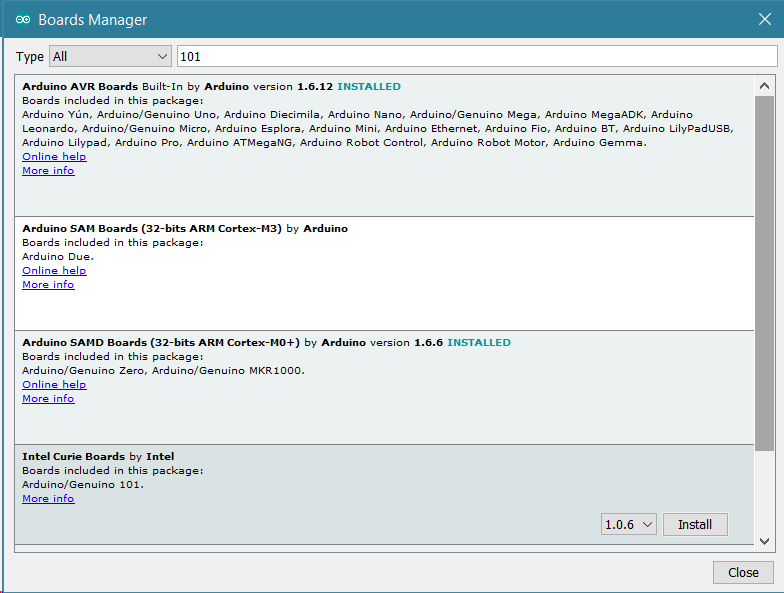 Boards Manager
Type All 101
Arduino AVR Boards Built-In by Arduino version 1.6.12 INSTALLED
Boards included in this package:
Arduino Yún, Arduino/Genuino Uno, Arduino Diecimila, Arduino Nano, Arduino/Genuino Mega, Arduino MegaADK, Arduino
Leonardo, Arduino/Genuino Micro, Arduino Esplora, Arduino Mini, Arduino Ethernet, Arduino Fio, Arduino BT, Arduino LilyPadUSB,
Arduino Lilypad, Arduino Pro, Arduino ATMegaNG, Arduino Robot Control, Arduino Robot Motor, Arduino Gemma.
Online help
More info
Arduino SAM Boards (32-bits ARM Cortex-M3) by Arduino
Boards included in this package:
Arduino Due.
Online help
More info
Arduino SAMD Boards (32-bits ARM Cortex-M0+) by Arduino version 1.6.6 INSTALLED
Boards included in this package:
Arduino/Genuino Zero, Arduino/Genuino MKR1000.
Online help
More info
Intel Curie Boards by Intel
Boards included in this package:
Arduino/Genuino 101.
More info
1.0.6 Install
Close